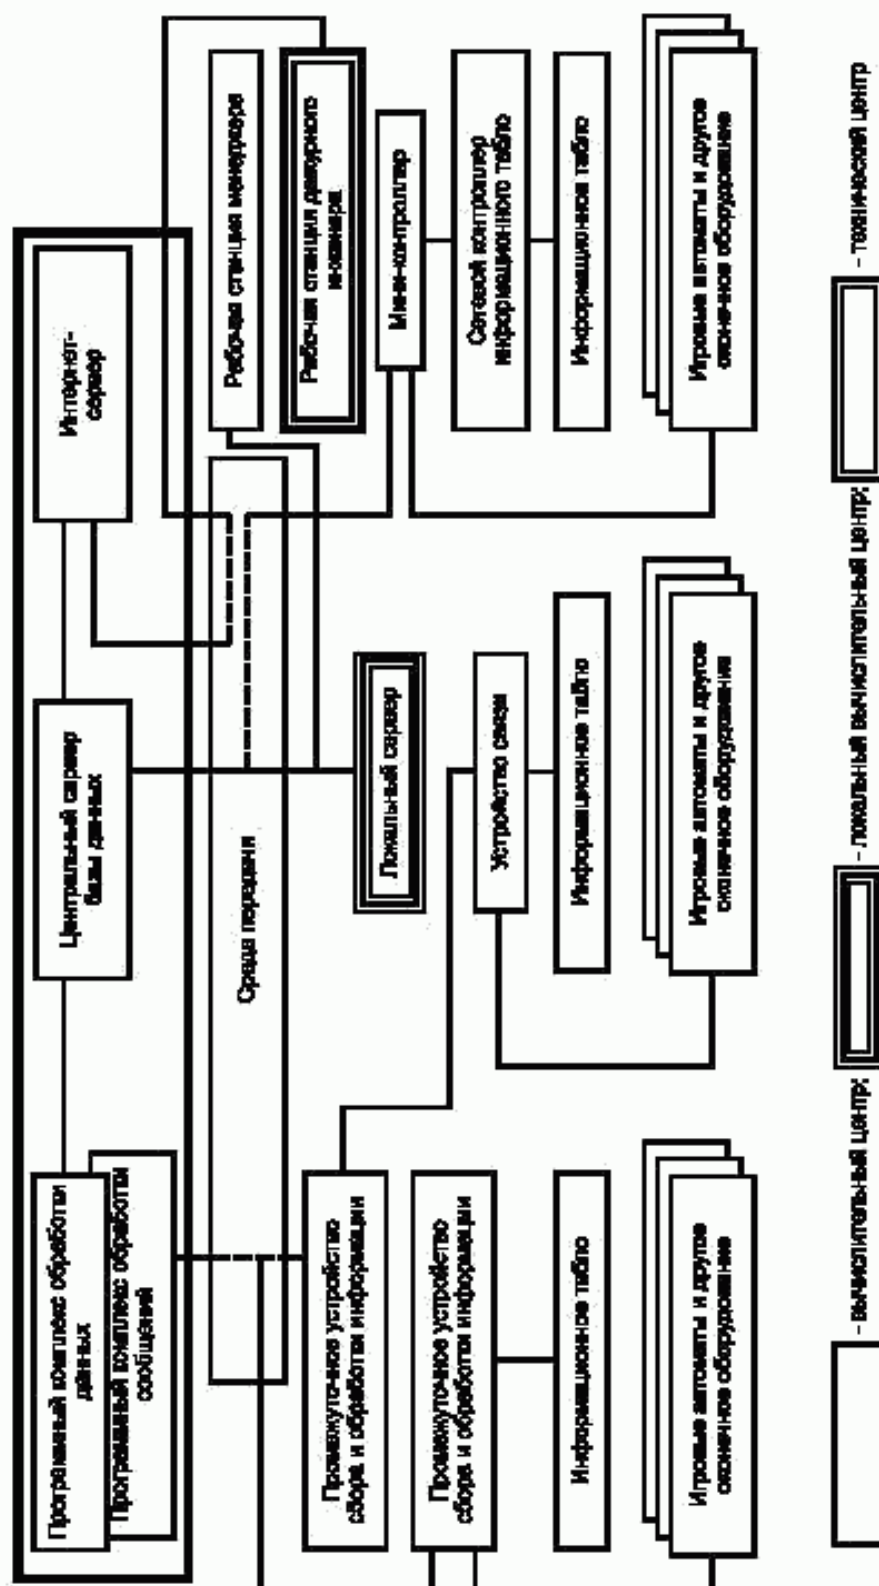 Программный комплекс обработки
данных
Программный комплекс обработки
сообщений
Центральный сервер
базы данных
Интернет-
сервер
Среда передачи
Рабочая станция менеджера
Рабочая станция дежурного
инженера
Промежуточное устройство
сбора и обработки информации
Локальный сервер
Мини-контроллер
Промежуточное устройство
сбора и обработки информации
Устройство связи
Сетевой контроллер
информационного табло
Информационное табло
Информационное табло
Информационное табло
Игровые автоматы и другое
оконечное оборудование
Игровые автоматы и другое
оконечное оборудование
Игровые автоматы и другое
оконечное оборудование
- вычислительный центр;
- локальный вычислительный центр;
- технический центр